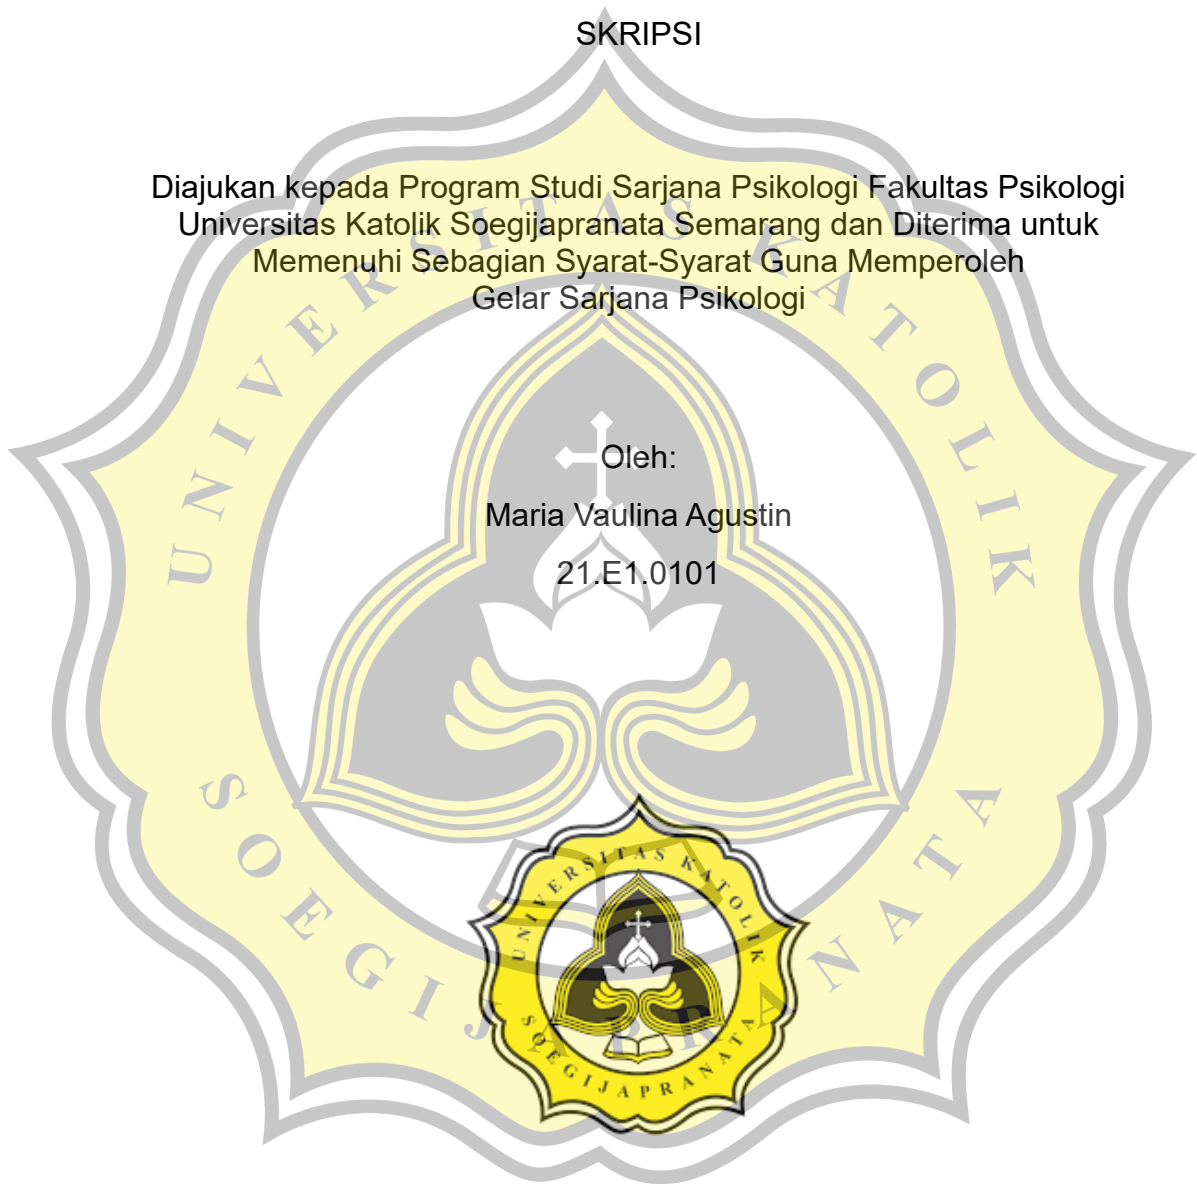 SKRIPSI
Diajukan kepada Program Studi Sarjana Psikologi Fakultas Psikologi
Universitas Katolik Soegijapranata Semarang dan Diterima untuk
Memenuhi Sebagian Syarat-Syarat Guna Memperoleh
Gelar Sarjana Psikologi
Oleh:
Maria Vaulina Agustin
21.E1.0101
UNIVERSITAS KATOLIK
SOEGIJAPRANATA
UNIVERSITAS KATOLIK
SOEGIJAPRANATA